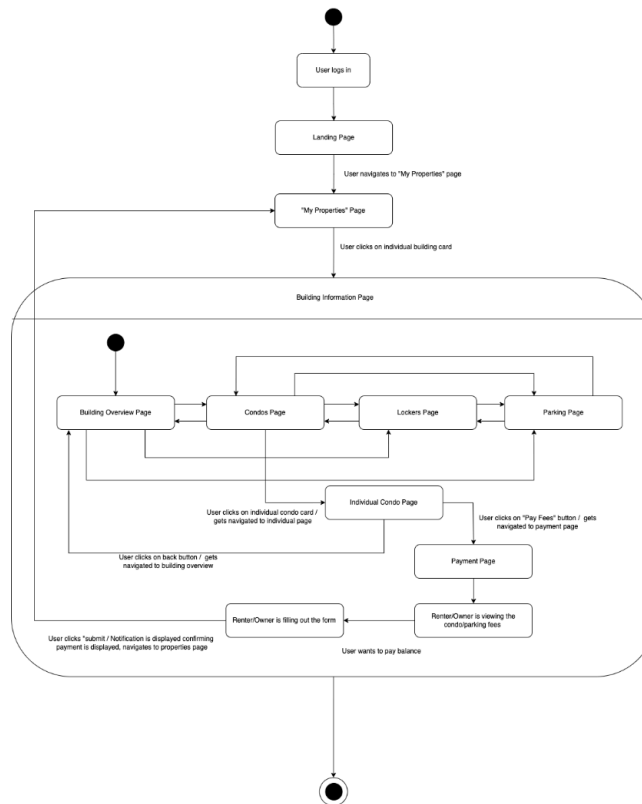 User logs in
Landing Page
User navigates to "My Properties" page
"My Properties" Page
User clicks on individual building card
Building Information Page
Building Overview Page
Condos Page
Lockers Page
Parking Page
User clicks on individual condo card /
gets navigated to individual page
Individual Condo Page
User clicks on "Pay Fees" button / gets
navigated to payment page
User clicks on back button / gets
navigated to building overview
Payment Page
Renter/Owner is filling out the form
Renter/Owner is viewing the
condo/parking fees
User clicks "submit / Notification is displayed confirming
payment is displayed, navigates to properties page
User wants to pay balance